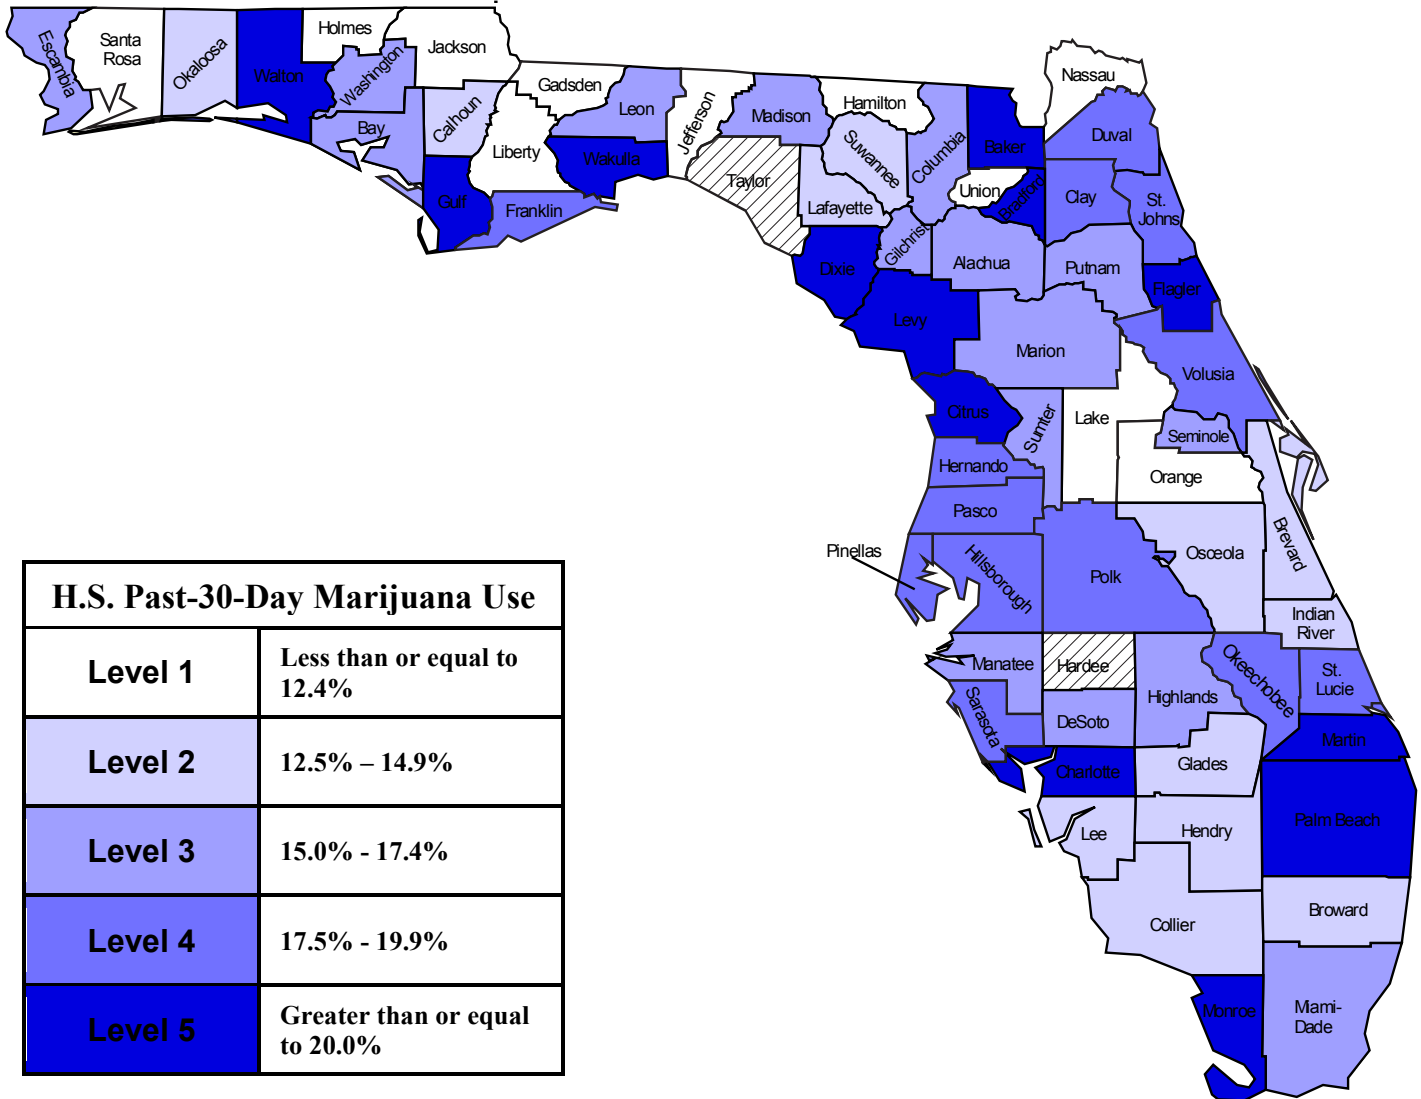 Escambia
Santa
Rosa
Okaloosa
Walton
Holmes
Washington
Jackson
Bay
Calhoun
Gulf
Liberty
Gadsden
Franklin
Leon
Wakulla
Jefferson
Madison
Taylor
Hamilton
Suwannee
Lafayette
Columbia
Baker
Union
Bradford
Nassau
Duval
Clay
St.
Johns
Dixie
Gilchrist
Alachua
Putnam
Flagler
Levy
Marion
Volusia
Citrus
Sumter
Lake
Seminole
Orange
Hernando
Pasco
Pinellas
Hillsborough
Polk
Osceola
Brevard
Indian
River
Manatee
Hardee
Highlands
Okeechobee
St.
Lucie
Sarasota
DeSoto
Martin
Charlotte
Glades
Palm Beach
Lee
Hendry
Collier
Broward
Monroe
Miami-
Dade
H.S. Past-30-Day Marijuana Use
Level 1
Less than or equal to
12.4%
Level 2
12.5% – 14.9%
Level 3
15.0% - 17.4%
Level 4
17.5% - 19.9%
Level 5
Greater than or equal
to 20.0%